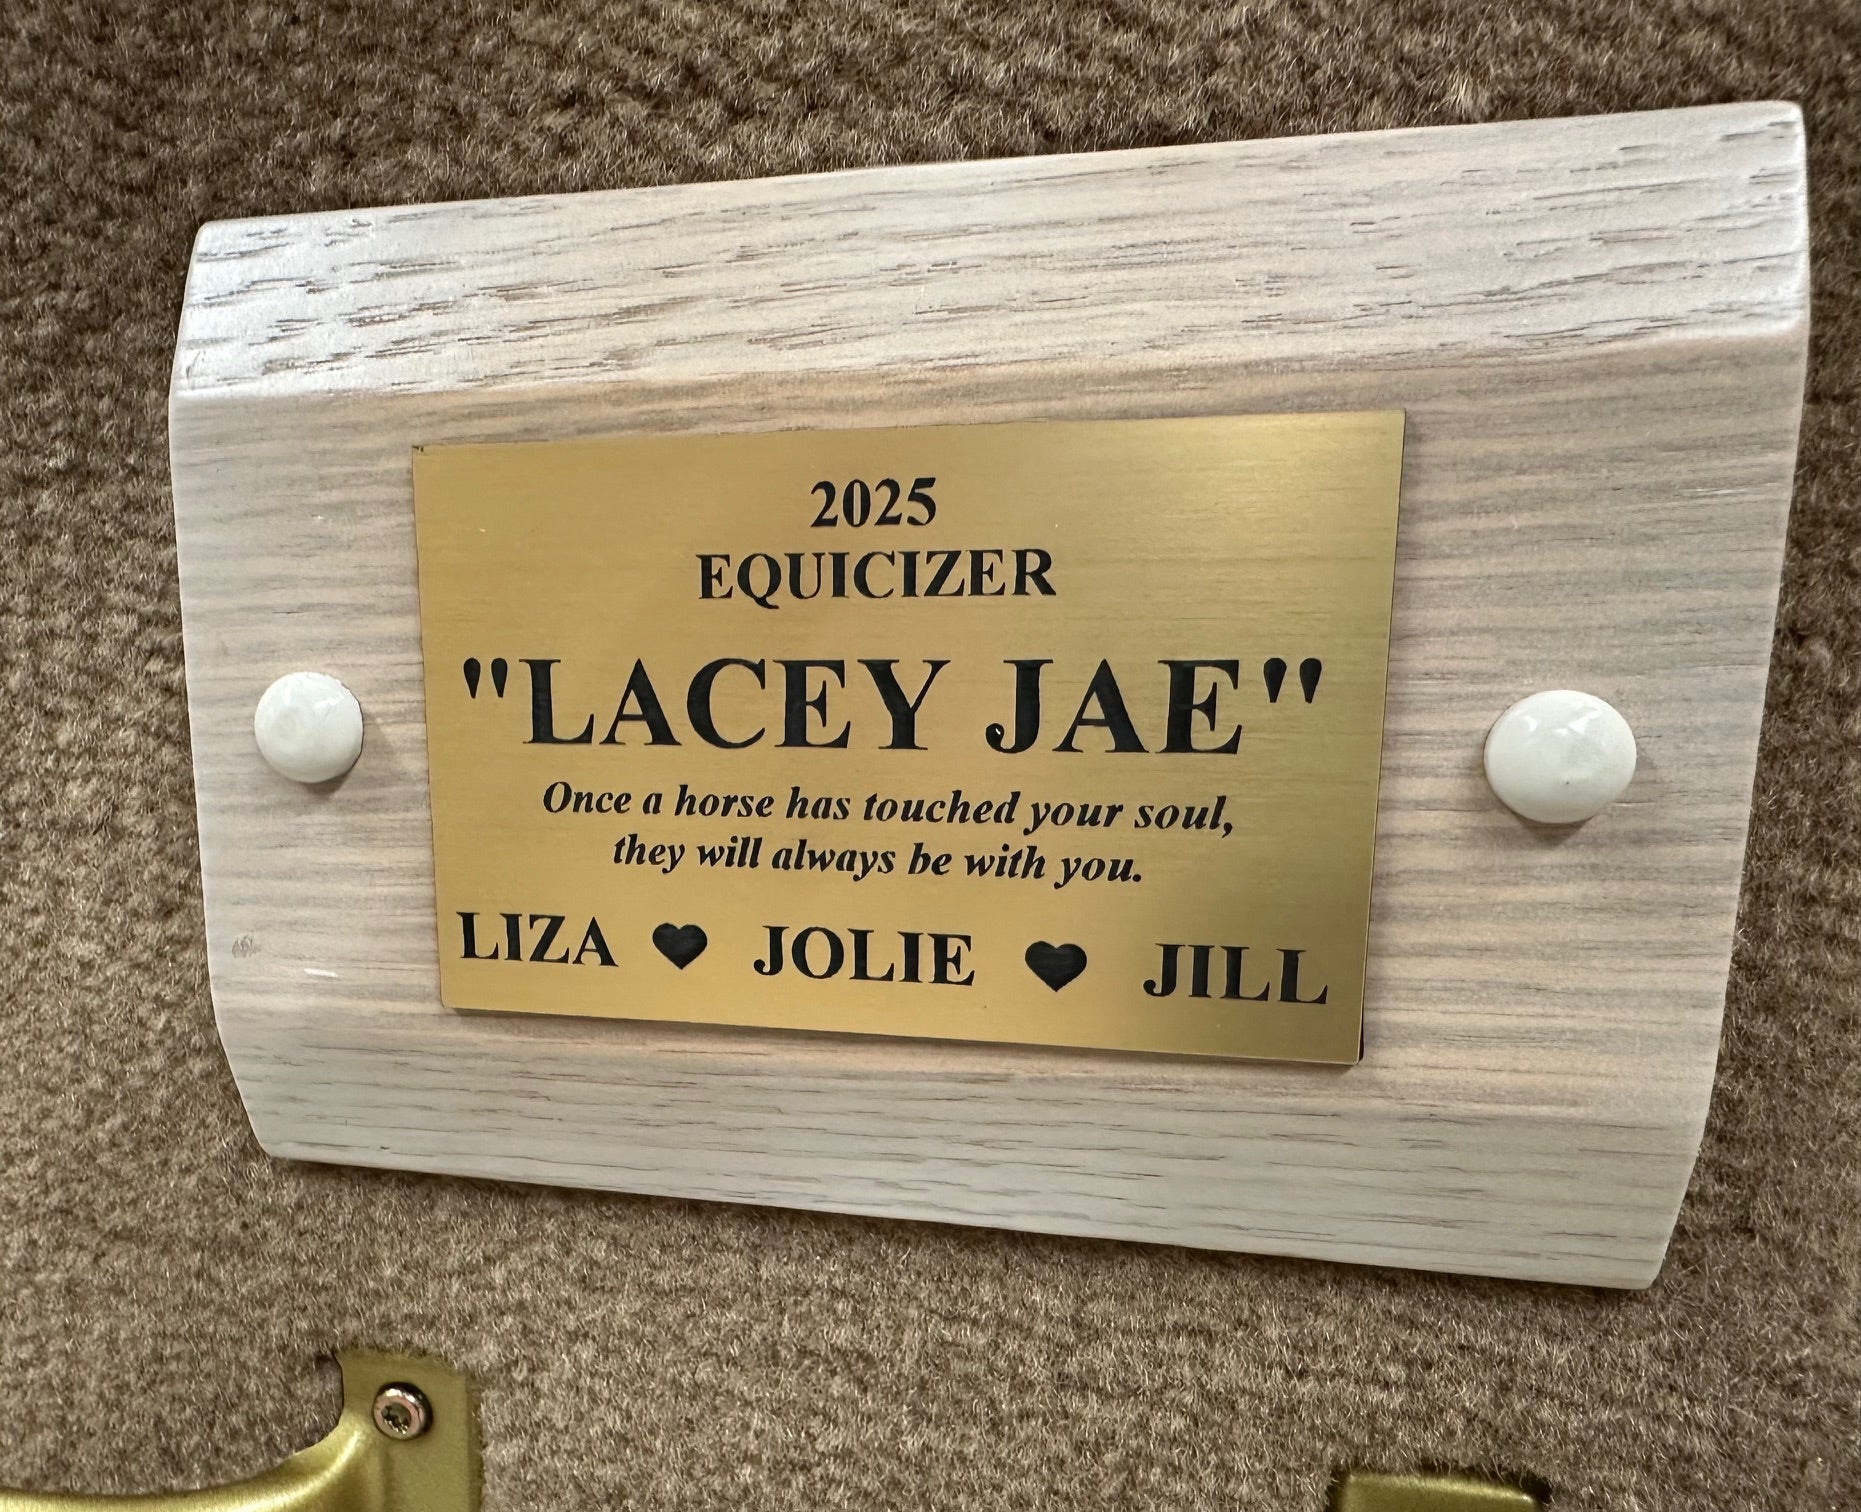 2025
EQUICIZER
"LACEY JAE"
Once a horse has touched your soul,
they will always be with you.
LIZA ♥ JOLIE ♥ JILL